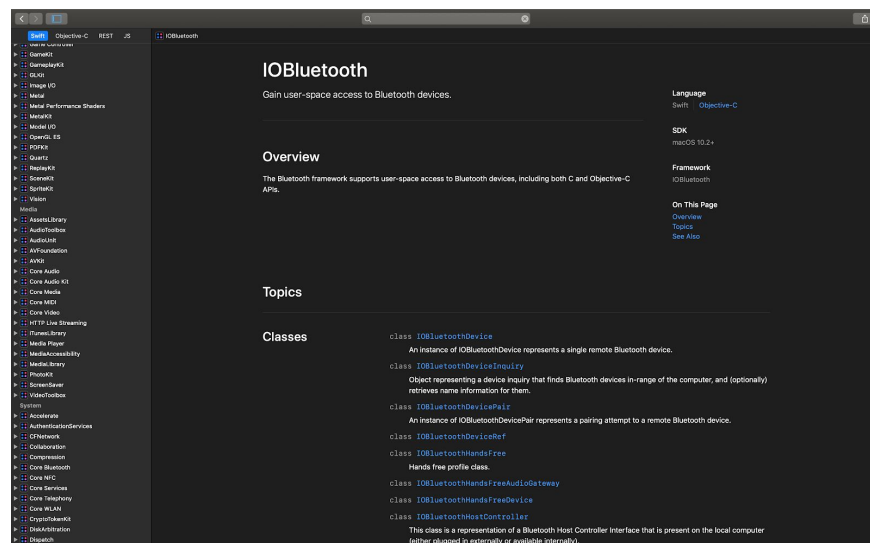 Swift
Objective-C
REST
JS
IOBluetooth
Game Controller
GameKit
GameplayKit
GLKit
Image I/O
Metal
Metal Performance Shaders
MetalKit
Model I/O
OpenGL ES
PDFKit
Quartz
ReplayKit
SceneKit
SpriteKit
Vision
Media
AssetsLibrary
AudioToolbox
AudioUnit
AVFoundation
AVKit
Core Audio
Core Audio Kit
Core Media
Core MIDI
Core Video
HTTP Live Streaming
iTunesLibrary
Media Player
MediaAccessibility
MediaLibrary
PhotoKit
ScreenSaver
VideoToolbox
System
Accelerate
AuthenticationServices
CFNetwork
Collaboration
Compression
Core Bluetooth
Core NFC
Core Services
Core Telephony
Core WLAN
CryptoTokenKit
DiskArbitration
Dispatch
IOBluetooth
Gain user-space access to Bluetooth devices.
Overview
The Bluetooth framework supports user-space access to Bluetooth devices, including both C and Objective-C
APIs.
Language
Swift | Objective-C
SDK
macOS 10.2+
Framework
IOBluetooth
On This Page
Overview
Topics
See Also
Topics
Classes
class IOBluetoothDevice
An instance of IOBluetoothDevice represents a single remote Bluetooth device.
class IOBluetoothDeviceInquiry
Object representing a device inquiry that finds Bluetooth devices in-range of the computer, and (optionally)
retrieves name information for them.
class IOBluetoothDevicePair
An instance of IOBluetoothDevicePair represents a pairing attempt to a remote Bluetooth device.
class IOBluetoothDeviceRef
class IOBluetoothHandsFree
Hands free profile class.
class IOBluetoothHandsFreeAudioGateway
class IOBluetoothHandsFreeDevice
class IOBluetoothHostController
This class is a representation of a Bluetooth Host Controller Interface that is present on the local computer
(either plugged in externally or available internally).